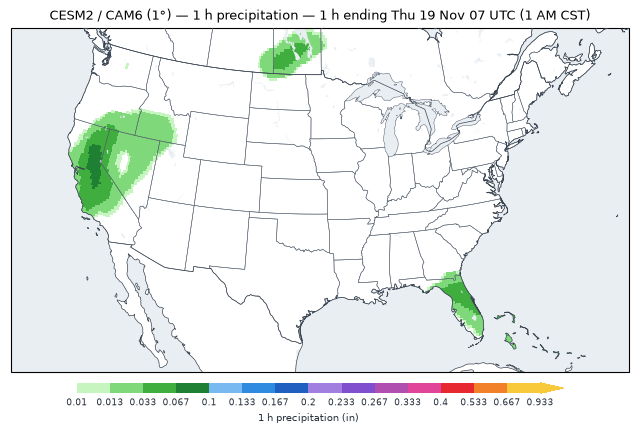 CESM2 / CAM6 (1°) — 1 h precipitation — 1 h ending Thu 19 Nov 07 UTC (1 AM CST)
0.01 0.013 0.033 0.067 0.1 0.133 0.167 0.2 0.233 0.267 0.333 0.4 0.533 0.667 0.933
1 h precipitation (in)